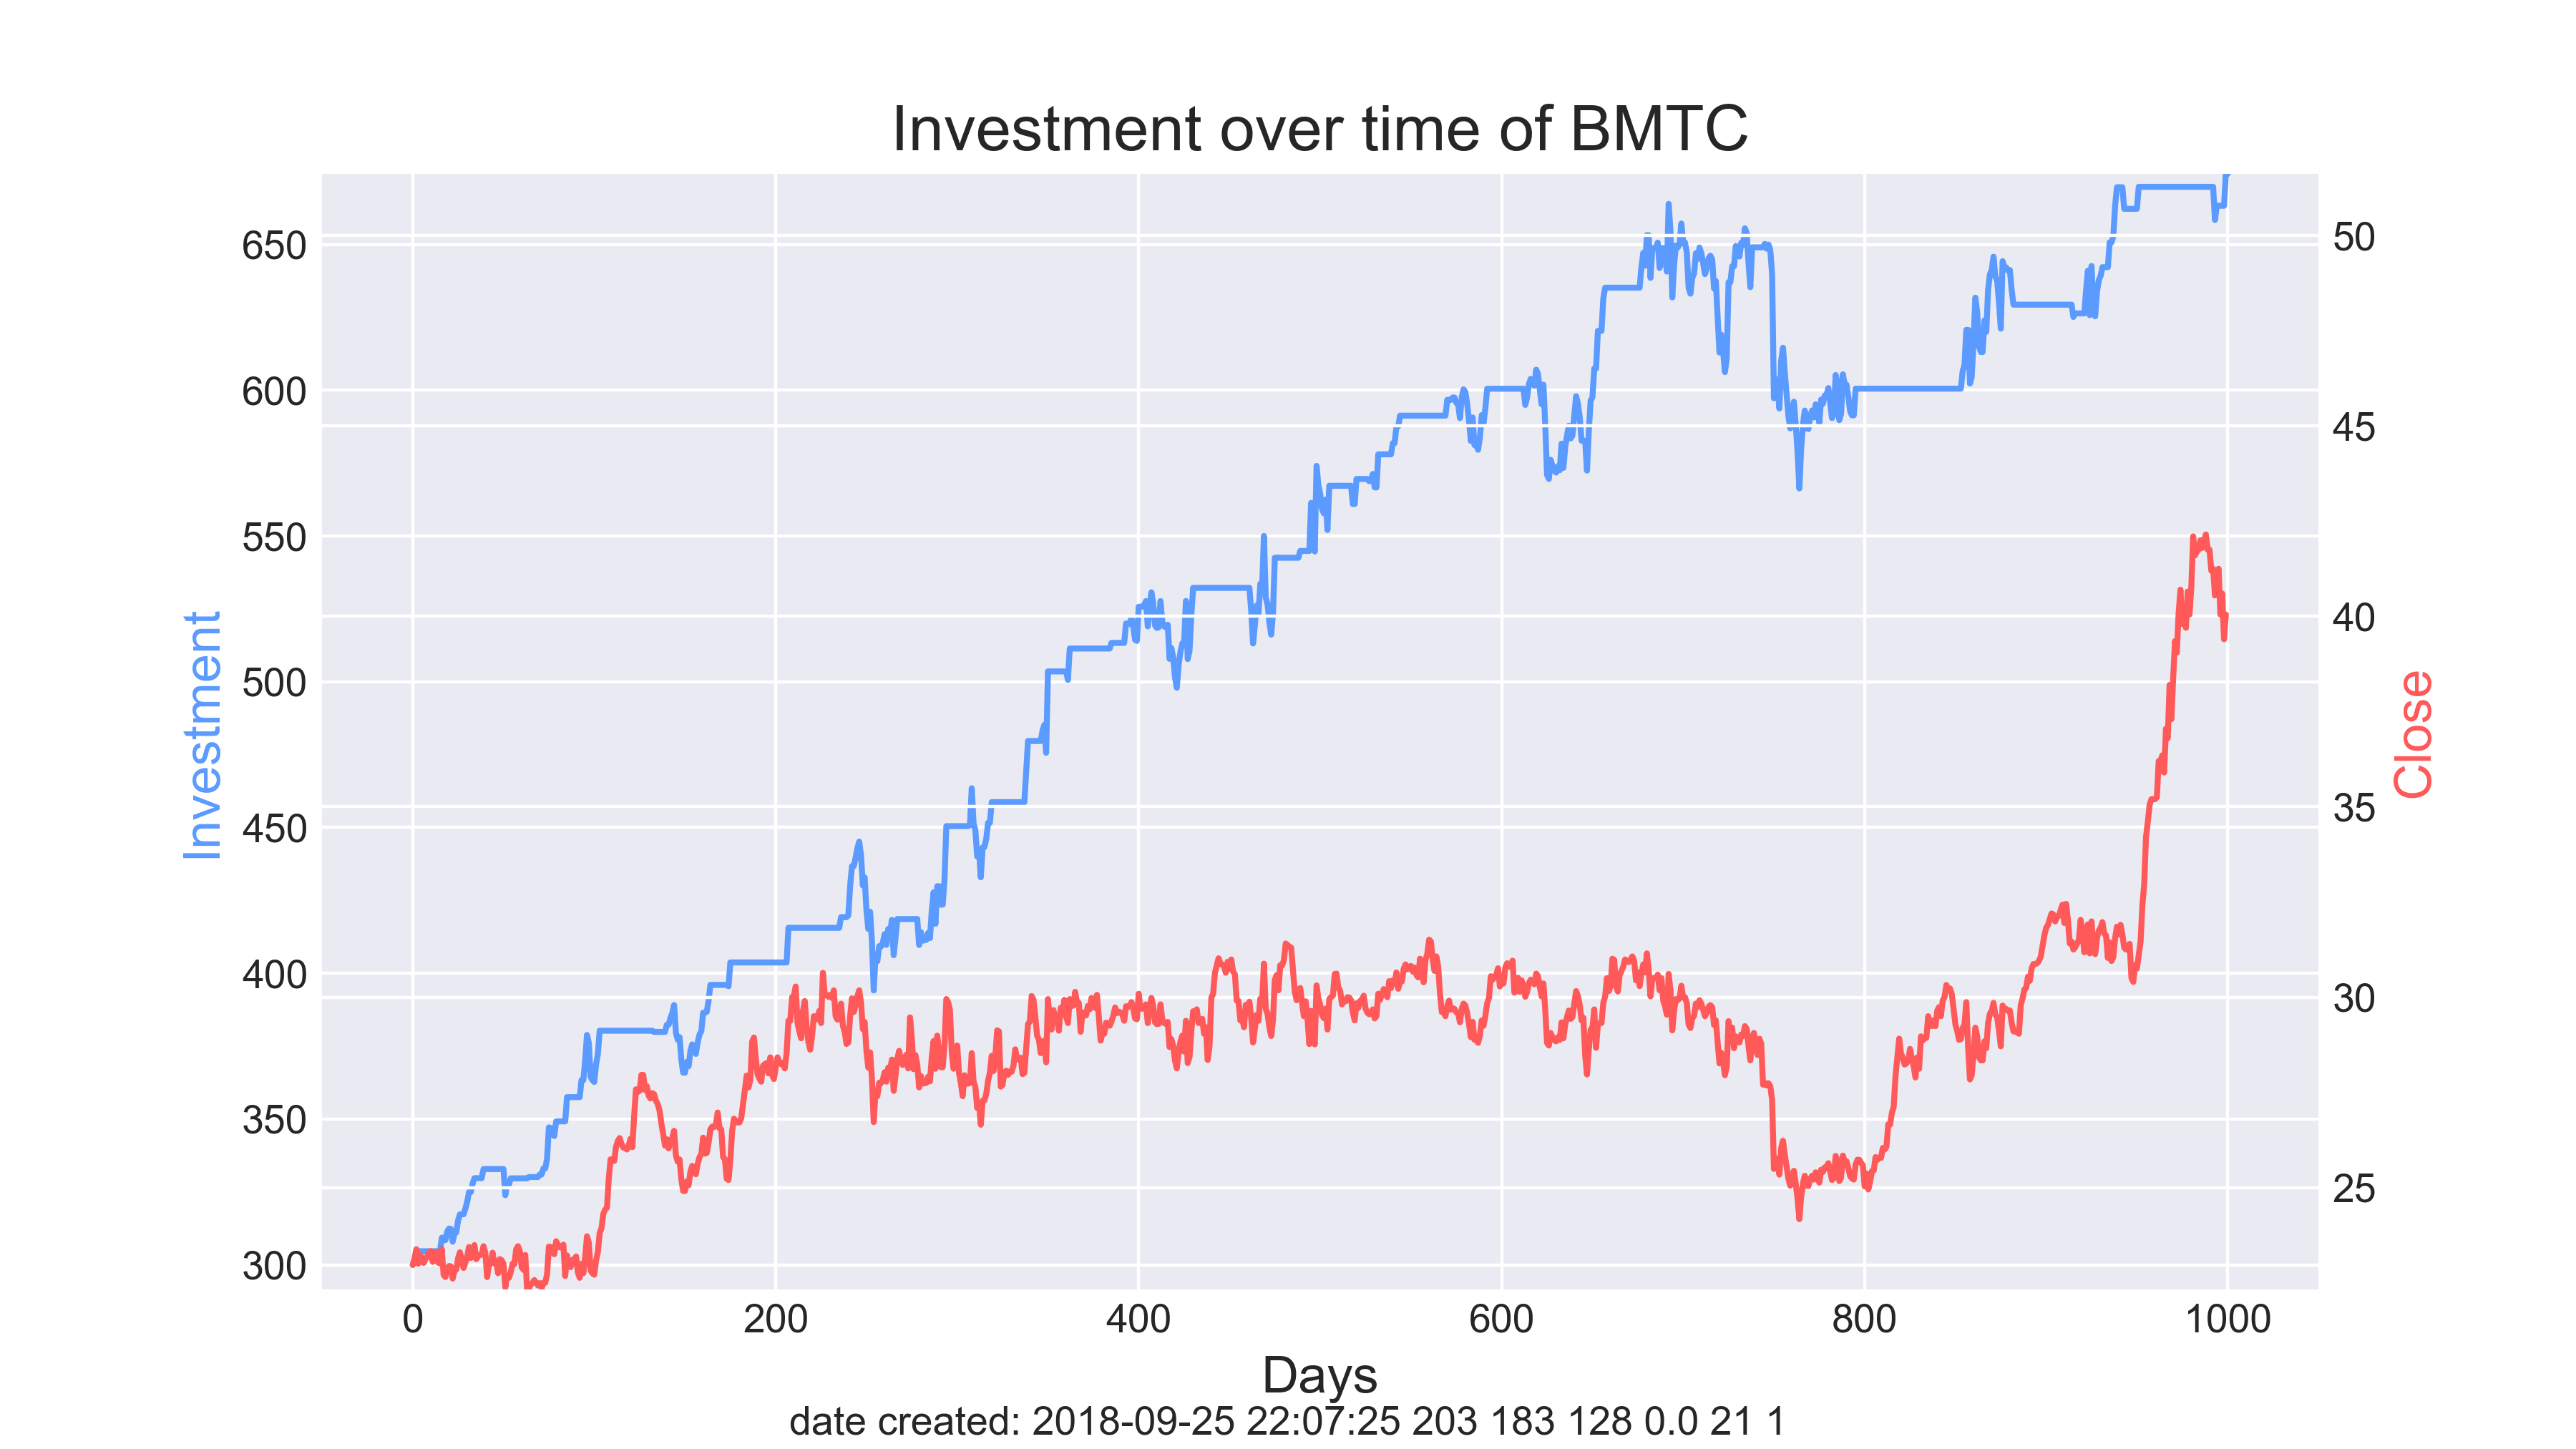 Investment over time of BMTC
650
600
550
500
450
400
350
300
Investment
50
45
40
35
30
25
Close
0 200 400 600 800 1000
Days
date created: 2018-09-25 22:07:25 203 183 128 0.0 21 1